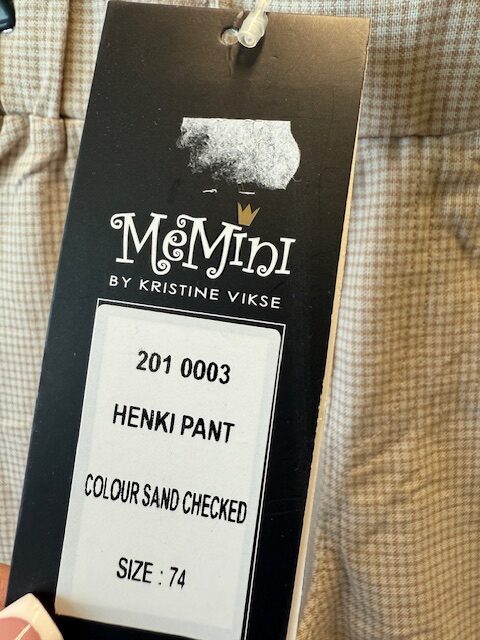 MeMini
BY KRISTINE VIKSE
201 0003
HENKI PANT
COLOUR SAND CHECKED
SIZE : 74